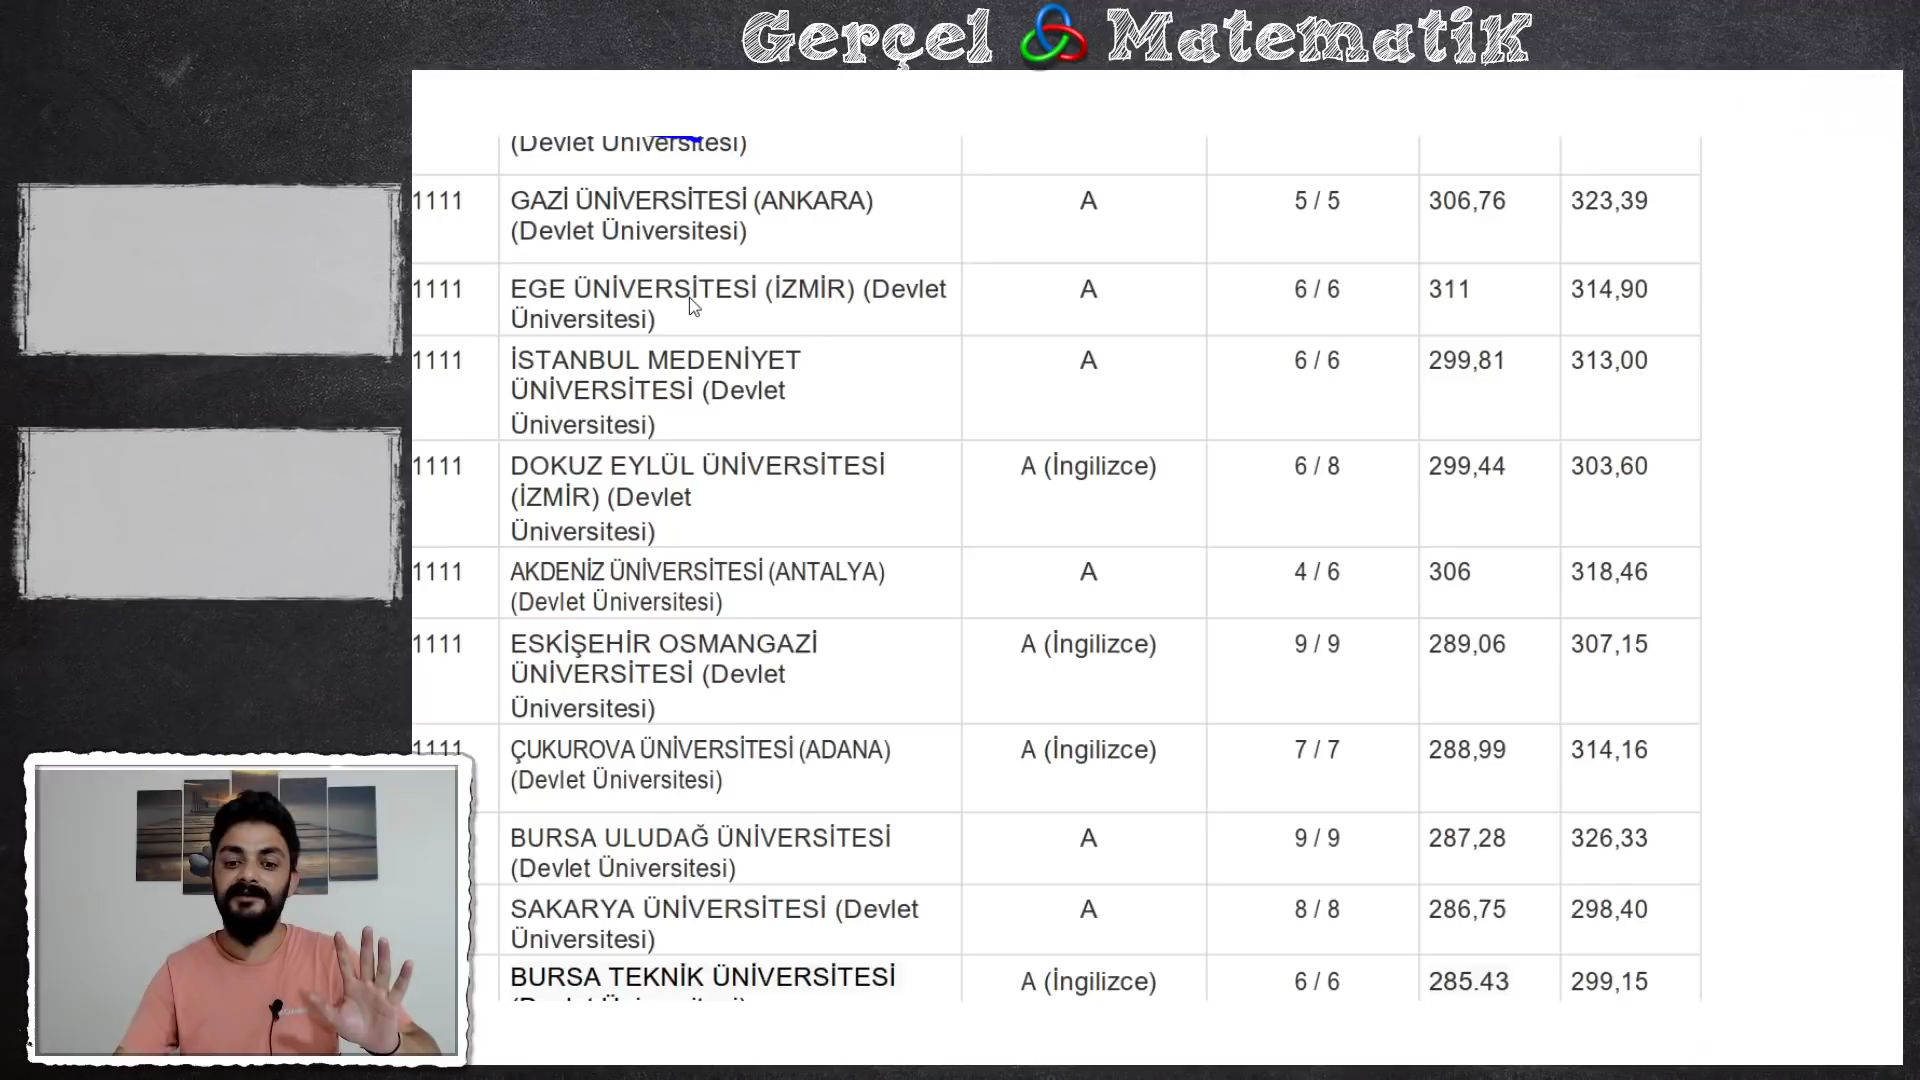 Gerçel Matematik
(Devlet Üniversitesi)
1111 GAZİ ÜNİVERSİTESİ (ANKARA) A 5 / 5 306,76 323,39
(Devlet Üniversitesi)
1111 EGE ÜNİVERSİTESİ (İZMİR) (Devlet A 6 / 6 311 314,90
Üniversitesi)
1111 İSTANBUL MEDENİYET A 6 / 6 299,81 313,00
ÜNİVERSİTESİ (Devlet
Üniversitesi)
1111 DOKUZ EYLÜL ÜNİVERSİTESİ A (İngilizce) 6 / 8 299,44 303,60
(İZMİR) (Devlet
Üniversitesi)
1111 AKDENİZ ÜNİVERSİTESİ (ANTALYA) A 4 / 6 306 318,46
(Devlet Üniversitesi)
1111 ESKİŞEHİR OSMANGAZİ A (İngilizce) 9 / 9 289,06 307,15
ÜNİVERSİTESİ (Devlet
Üniversitesi)
1111 ÇUKUROVA ÜNİVERSİTESİ (ADANA) A (İngilizce) 7 / 7 288,99 314,16
(Devlet Üniversitesi)
BURSA ULUDAĞ ÜNİVERSİTESİ A 9 / 9 287,28 326,33
(Devlet Üniversitesi)
SAKARYA ÜNİVERSİTESİ (Devlet A 8 / 8 286,75 298,40
Üniversitesi)
BURSA TEKNİK ÜNİVERSİTESİ A (İngilizce) 6 / 6 285.43 299,15